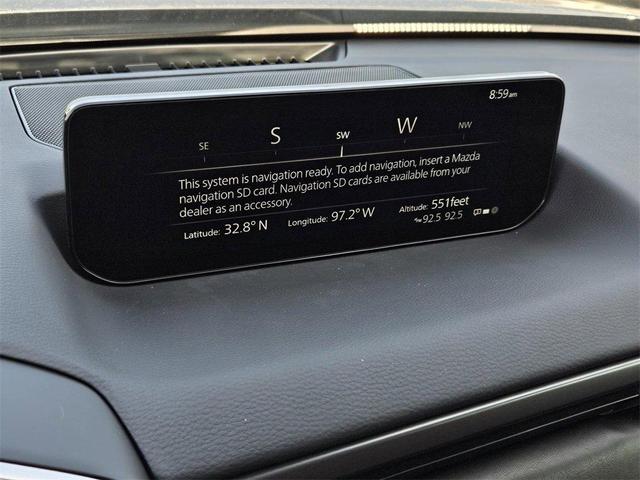 8:59am
SE S SW W NW
This system is navigation ready. To add navigation, insert a Mazda
navigation SD card. Navigation SD cards are available from your
dealer as an accessory.
Latitude: 32.8° N Longitude: 97.2° W Altitude: 551feet
92.5 92.5